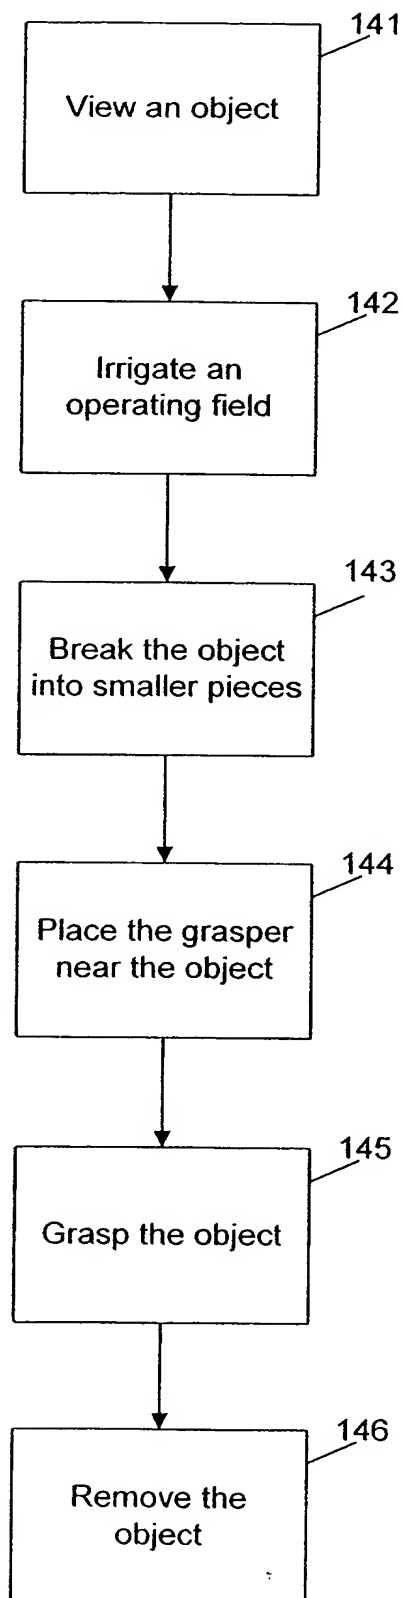 141
View an object
142
Irrigate an
operating field
143
Break the object
into smaller pieces
144
Place the grasper
near the object
145
Grasp the object
146
Remove the
object